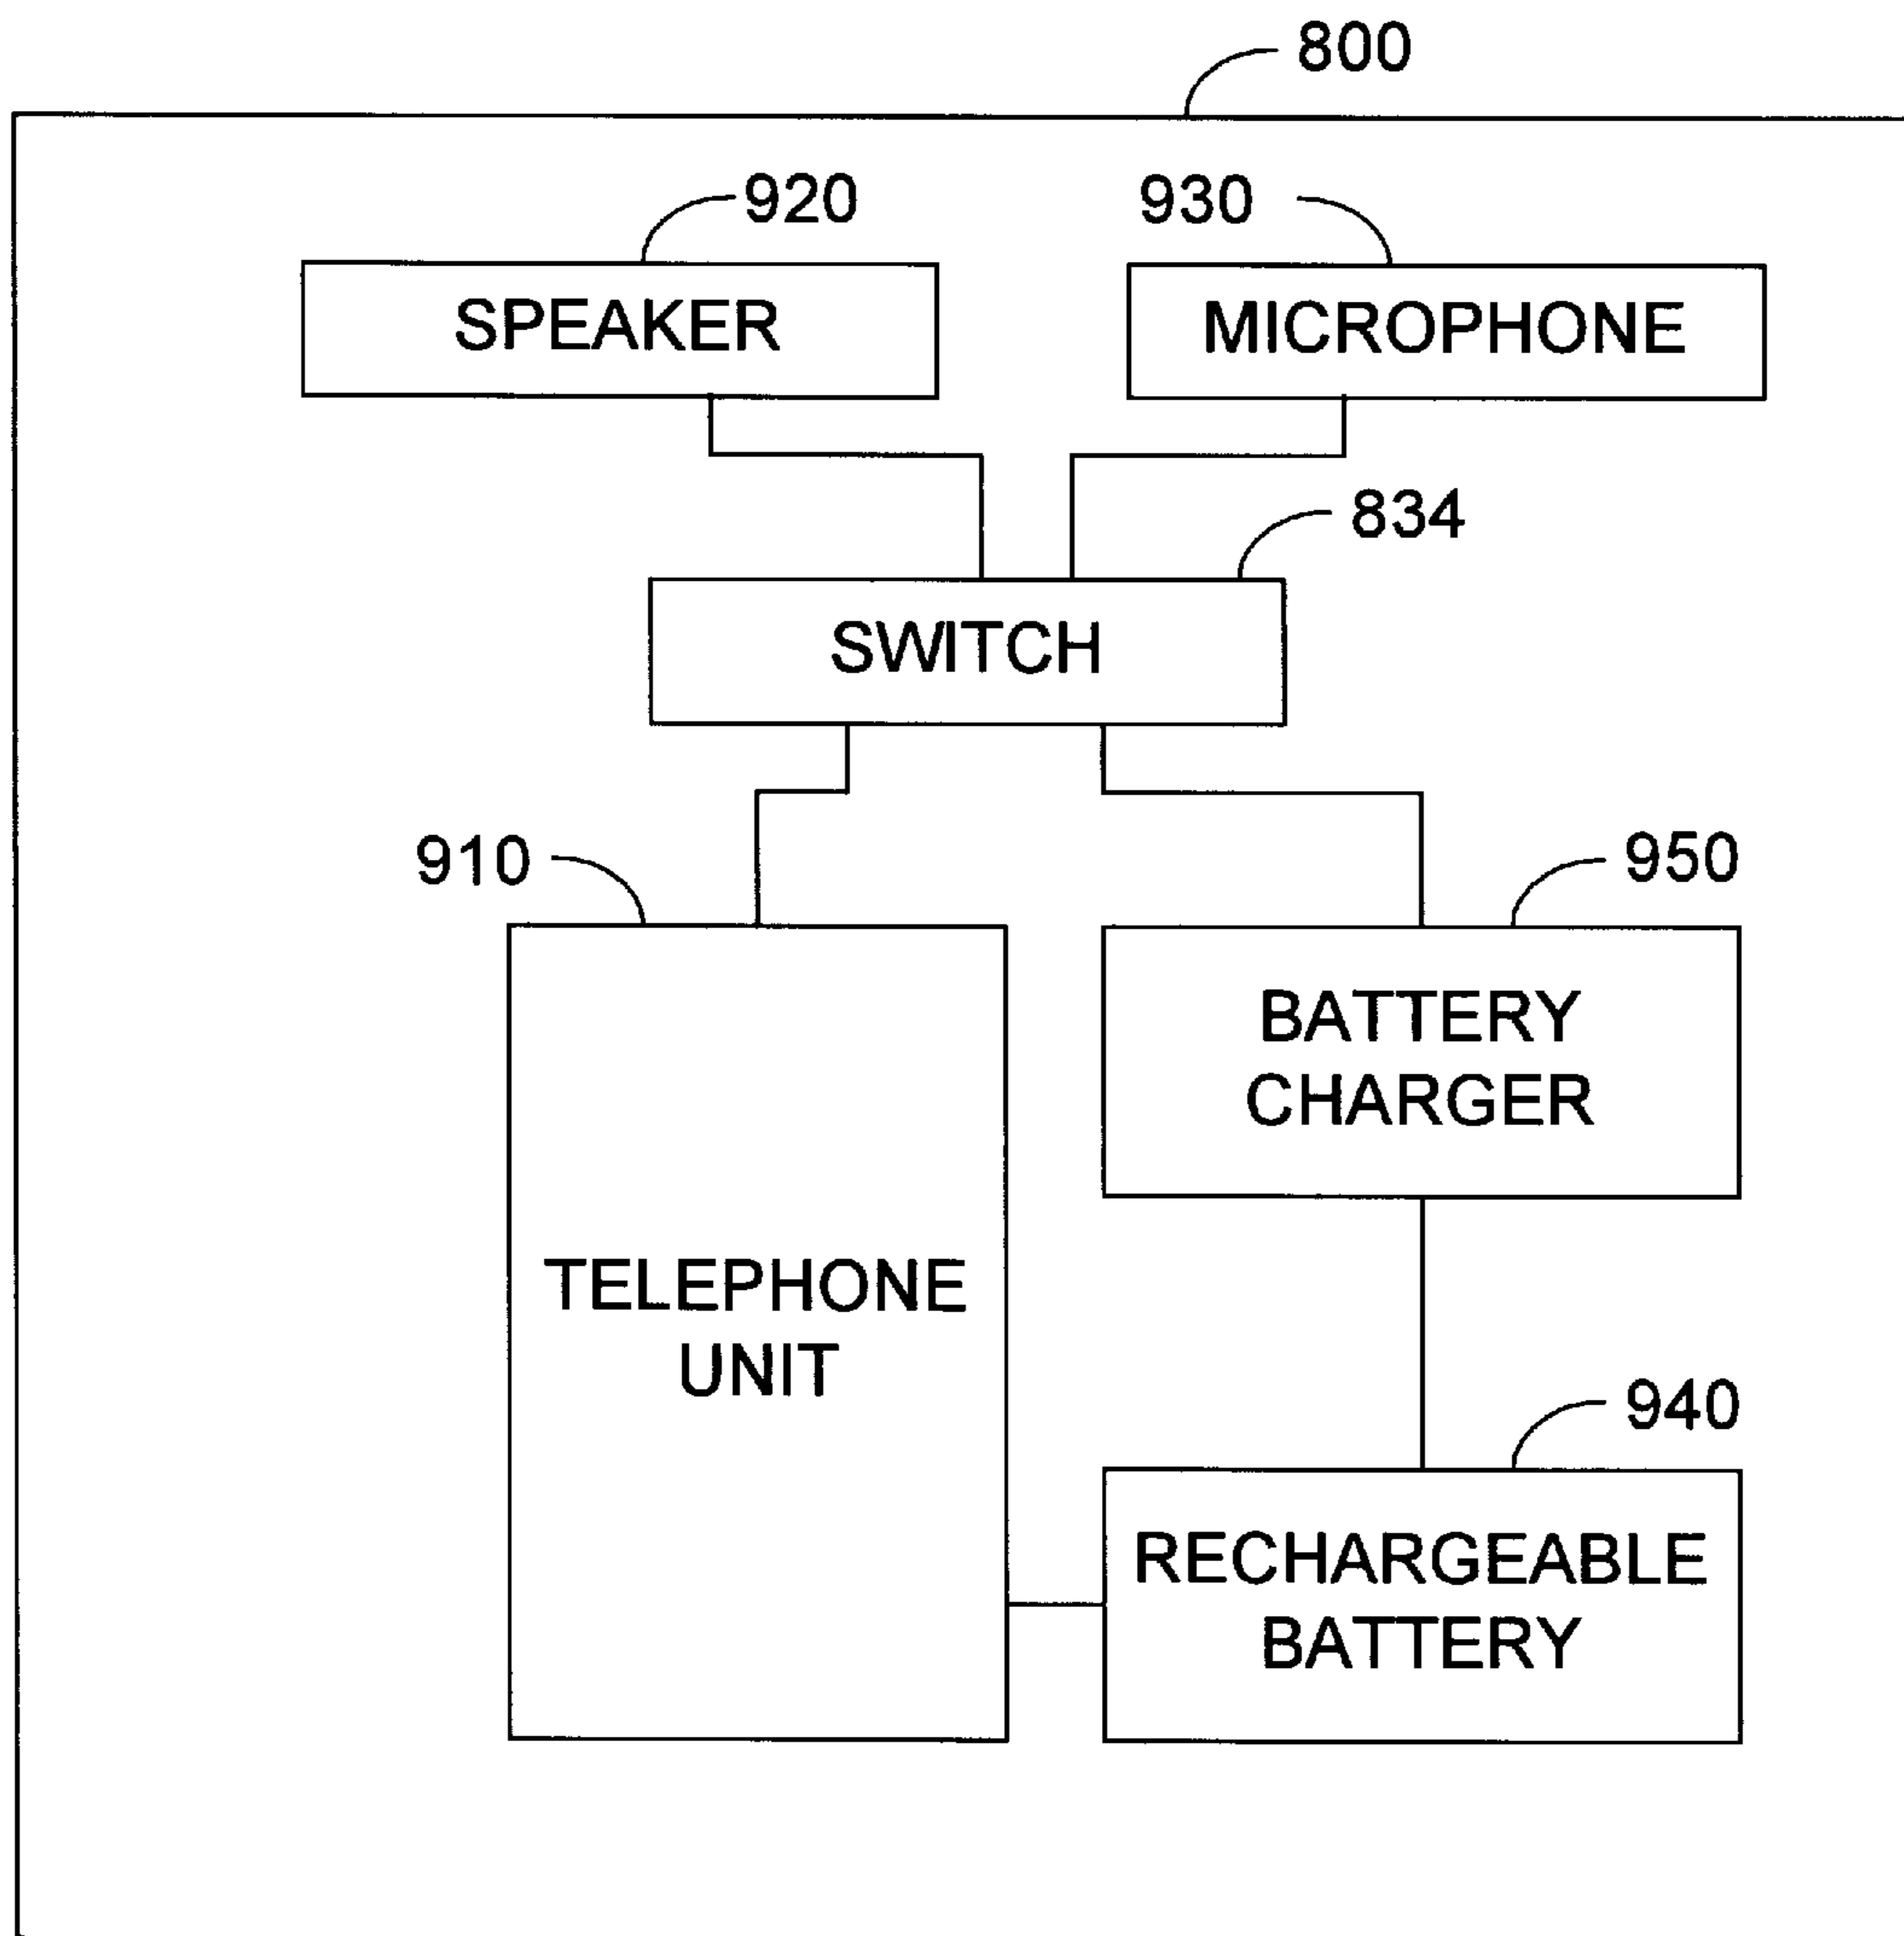 800
920
930
SPEAKER
MICROPHONE
834
SWITCH
910
950
BATTERY
CHARGER
TELEPHONE
UNIT
940
RECHARGEABLE
BATTERY